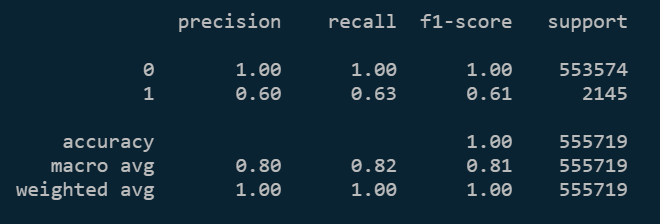 precision recall f1-score support
0 1.00 1.00 1.00 553574
1 0.60 0.63 0.61 2145
accuracy 1.00 555719
macro avg 0.80 0.82 0.81 555719
weighted avg 1.00 1.00 1.00 555719